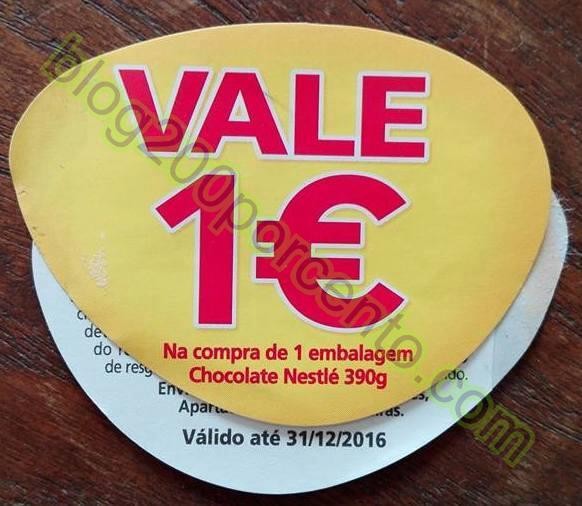 VALE
1€
Na compra de 1 embalagem
Chocolate Nestlé 390g
Válido até 31/12/2016
blog200porcento.com